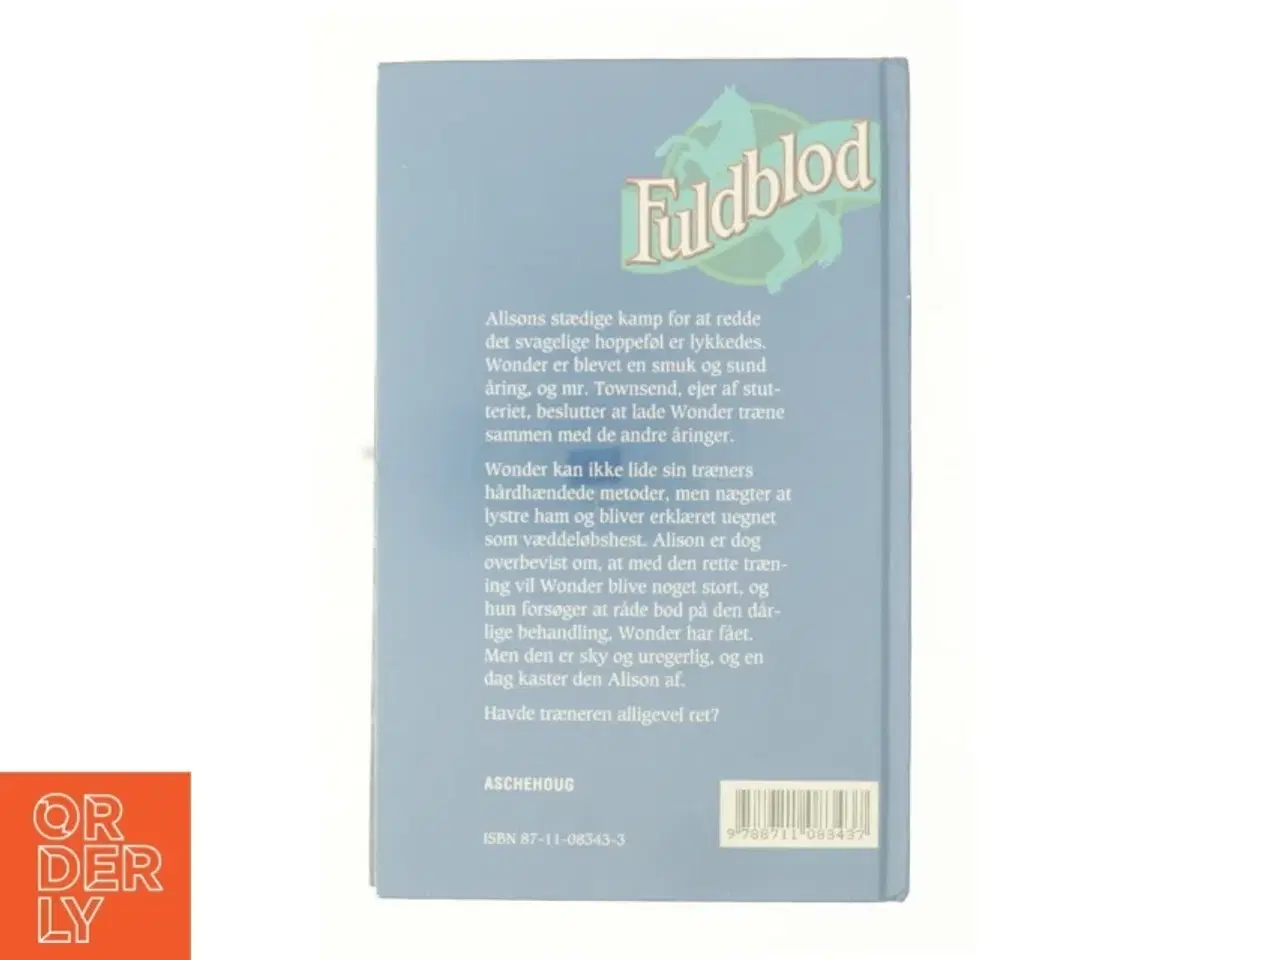 Fuldblod
Alisons stædige kamp for at redde
det svagelige hoppeføl er lykkedes.
Wonder er blevet en smuk og sund
åring, og mr. Townsend, ejer af stut-
teriet, beslutter at lade Wonder træne
sammen med de andre åringer.
Wonder kan ikke lide sin træners
hårdhændede metoder, men nægter at
lystre ham og bliver erklæret uegnet
som væddeløbshest. Alison er dog
overbevist om, at med den rette træn-
ing vil Wonder blive noget stort, og
hun forsøger at råde bod på den dår-
lige behandling, Wonder har fået.
Men den er sky og uregerlig, og en
dag kaster den Alison af.
Havde træneren alligevel ret?
ASCHEHOUG
ISBN 87-11-08343-3
9 788711 083437
OR
DER
LY